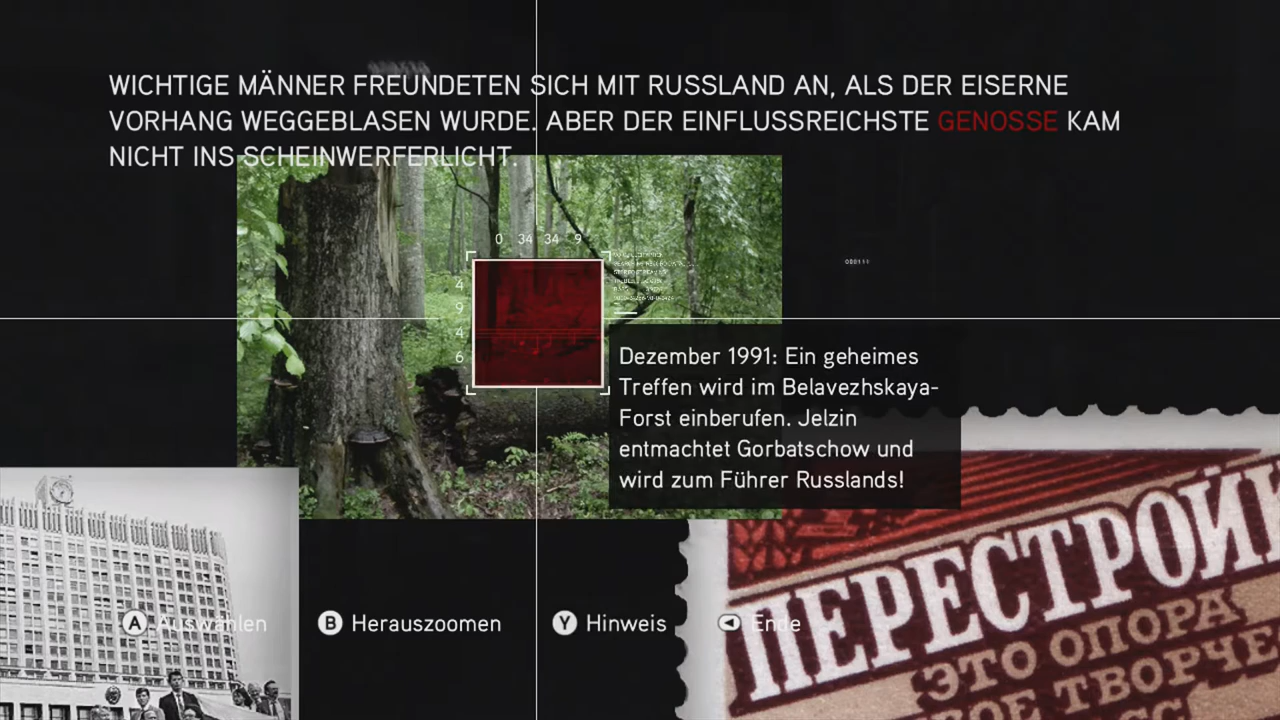 WICHTIGE MÄNNER FREUNDETEN SICH MIT RUSSLAND AN, ALS DER EISERNE
VORHANG WEGGEBLASEN WURDE. ABER DER EINFLUSSREICHSTE GENOSSE KAM
NICHT INS SCHEINWERFERLICHT.
0 34 34 9
4
9
4
6
Dezember 1991: Ein geheimes
Treffen wird im Belavezhskaya-
Forst einberufen. Jelzin
entmachtet Gorbatschow und
wird zum Führer Russlands!
ПЕРЕСТРОЙК
ЭТО ОПОРА
ТВОРЧЕ
A Auswählen B Herauszoomen Y Hinweis Ende